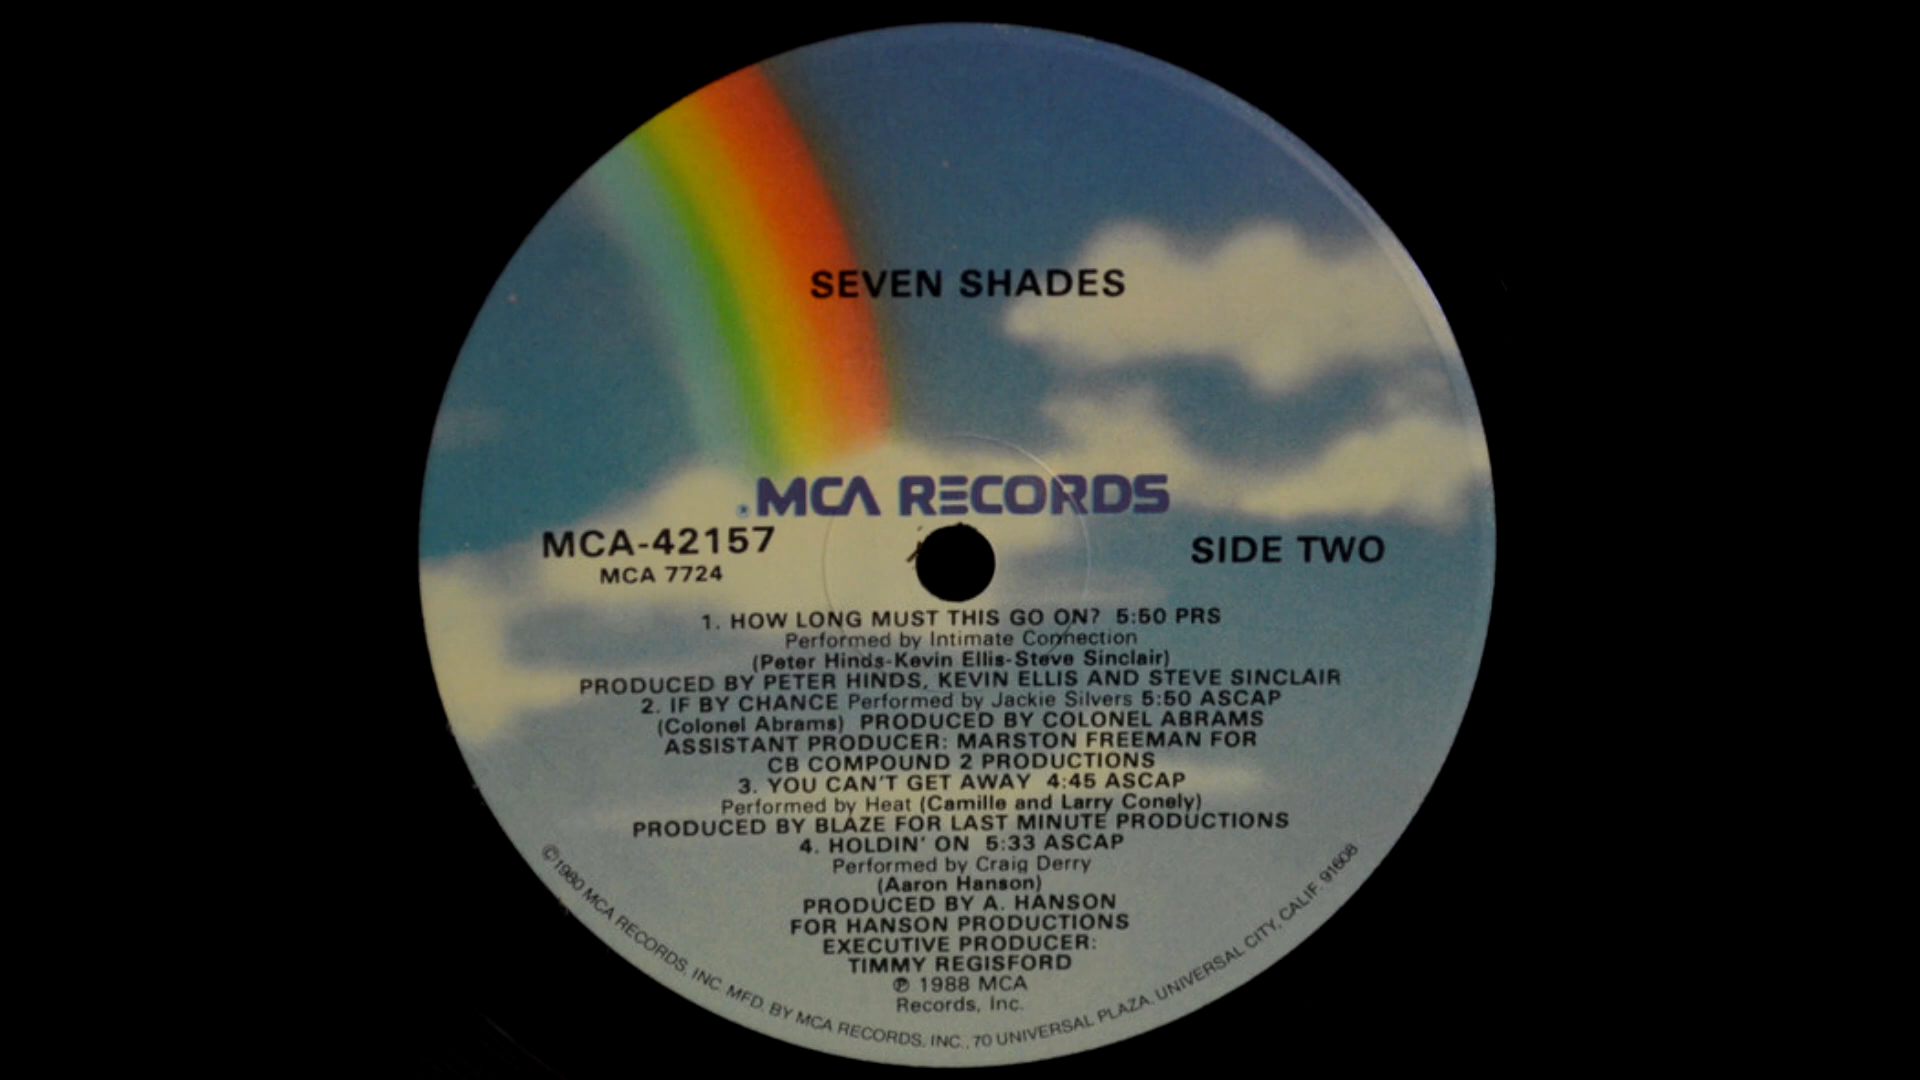 SEVEN SHADES
MCA RECORDS
MCA-42157
MCA 7724
SIDE TWO
1. HOW LONG MUST THIS GO ON? 5:50 PRS
Performed by Intimate Connection
(Peter Hinds-Kevin Ellis-Steve Sinclair)
PRODUCED BY PETER HINDS, KEVIN ELLIS AND STEVE SINCLAIR
2. IF BY CHANCE Performed by Jackie Silvers 5:50 ASCAP
(Colonel Abrams) PRODUCED BY COLONEL ABRAMS
ASSISTANT PRODUCER: MARSTON FREEMAN FOR
CB COMPOUND 2 PRODUCTIONS
3. YOU CAN'T GET AWAY 4:45 ASCAP
Performed by Heat (Camille and Larry Conely)
PRODUCED BY BLAZE FOR LAST MINUTE PRODUCTIONS
4. HOLDIN' ON 5:33 ASCAP
Performed by Craig Derry
(Aaron Hanson)
PRODUCED BY A. HANSON
FOR HANSON PRODUCTIONS
EXECUTIVE PRODUCER:
TIMMY REGISFORD
℗ 1988 MCA
Records, Inc.
©1980 MCA RECORDS, INC. MFD. BY MCA RECORDS, INC., 70 UNIVERSAL PLAZA, UNIVERSAL CITY, CALIF. 91608